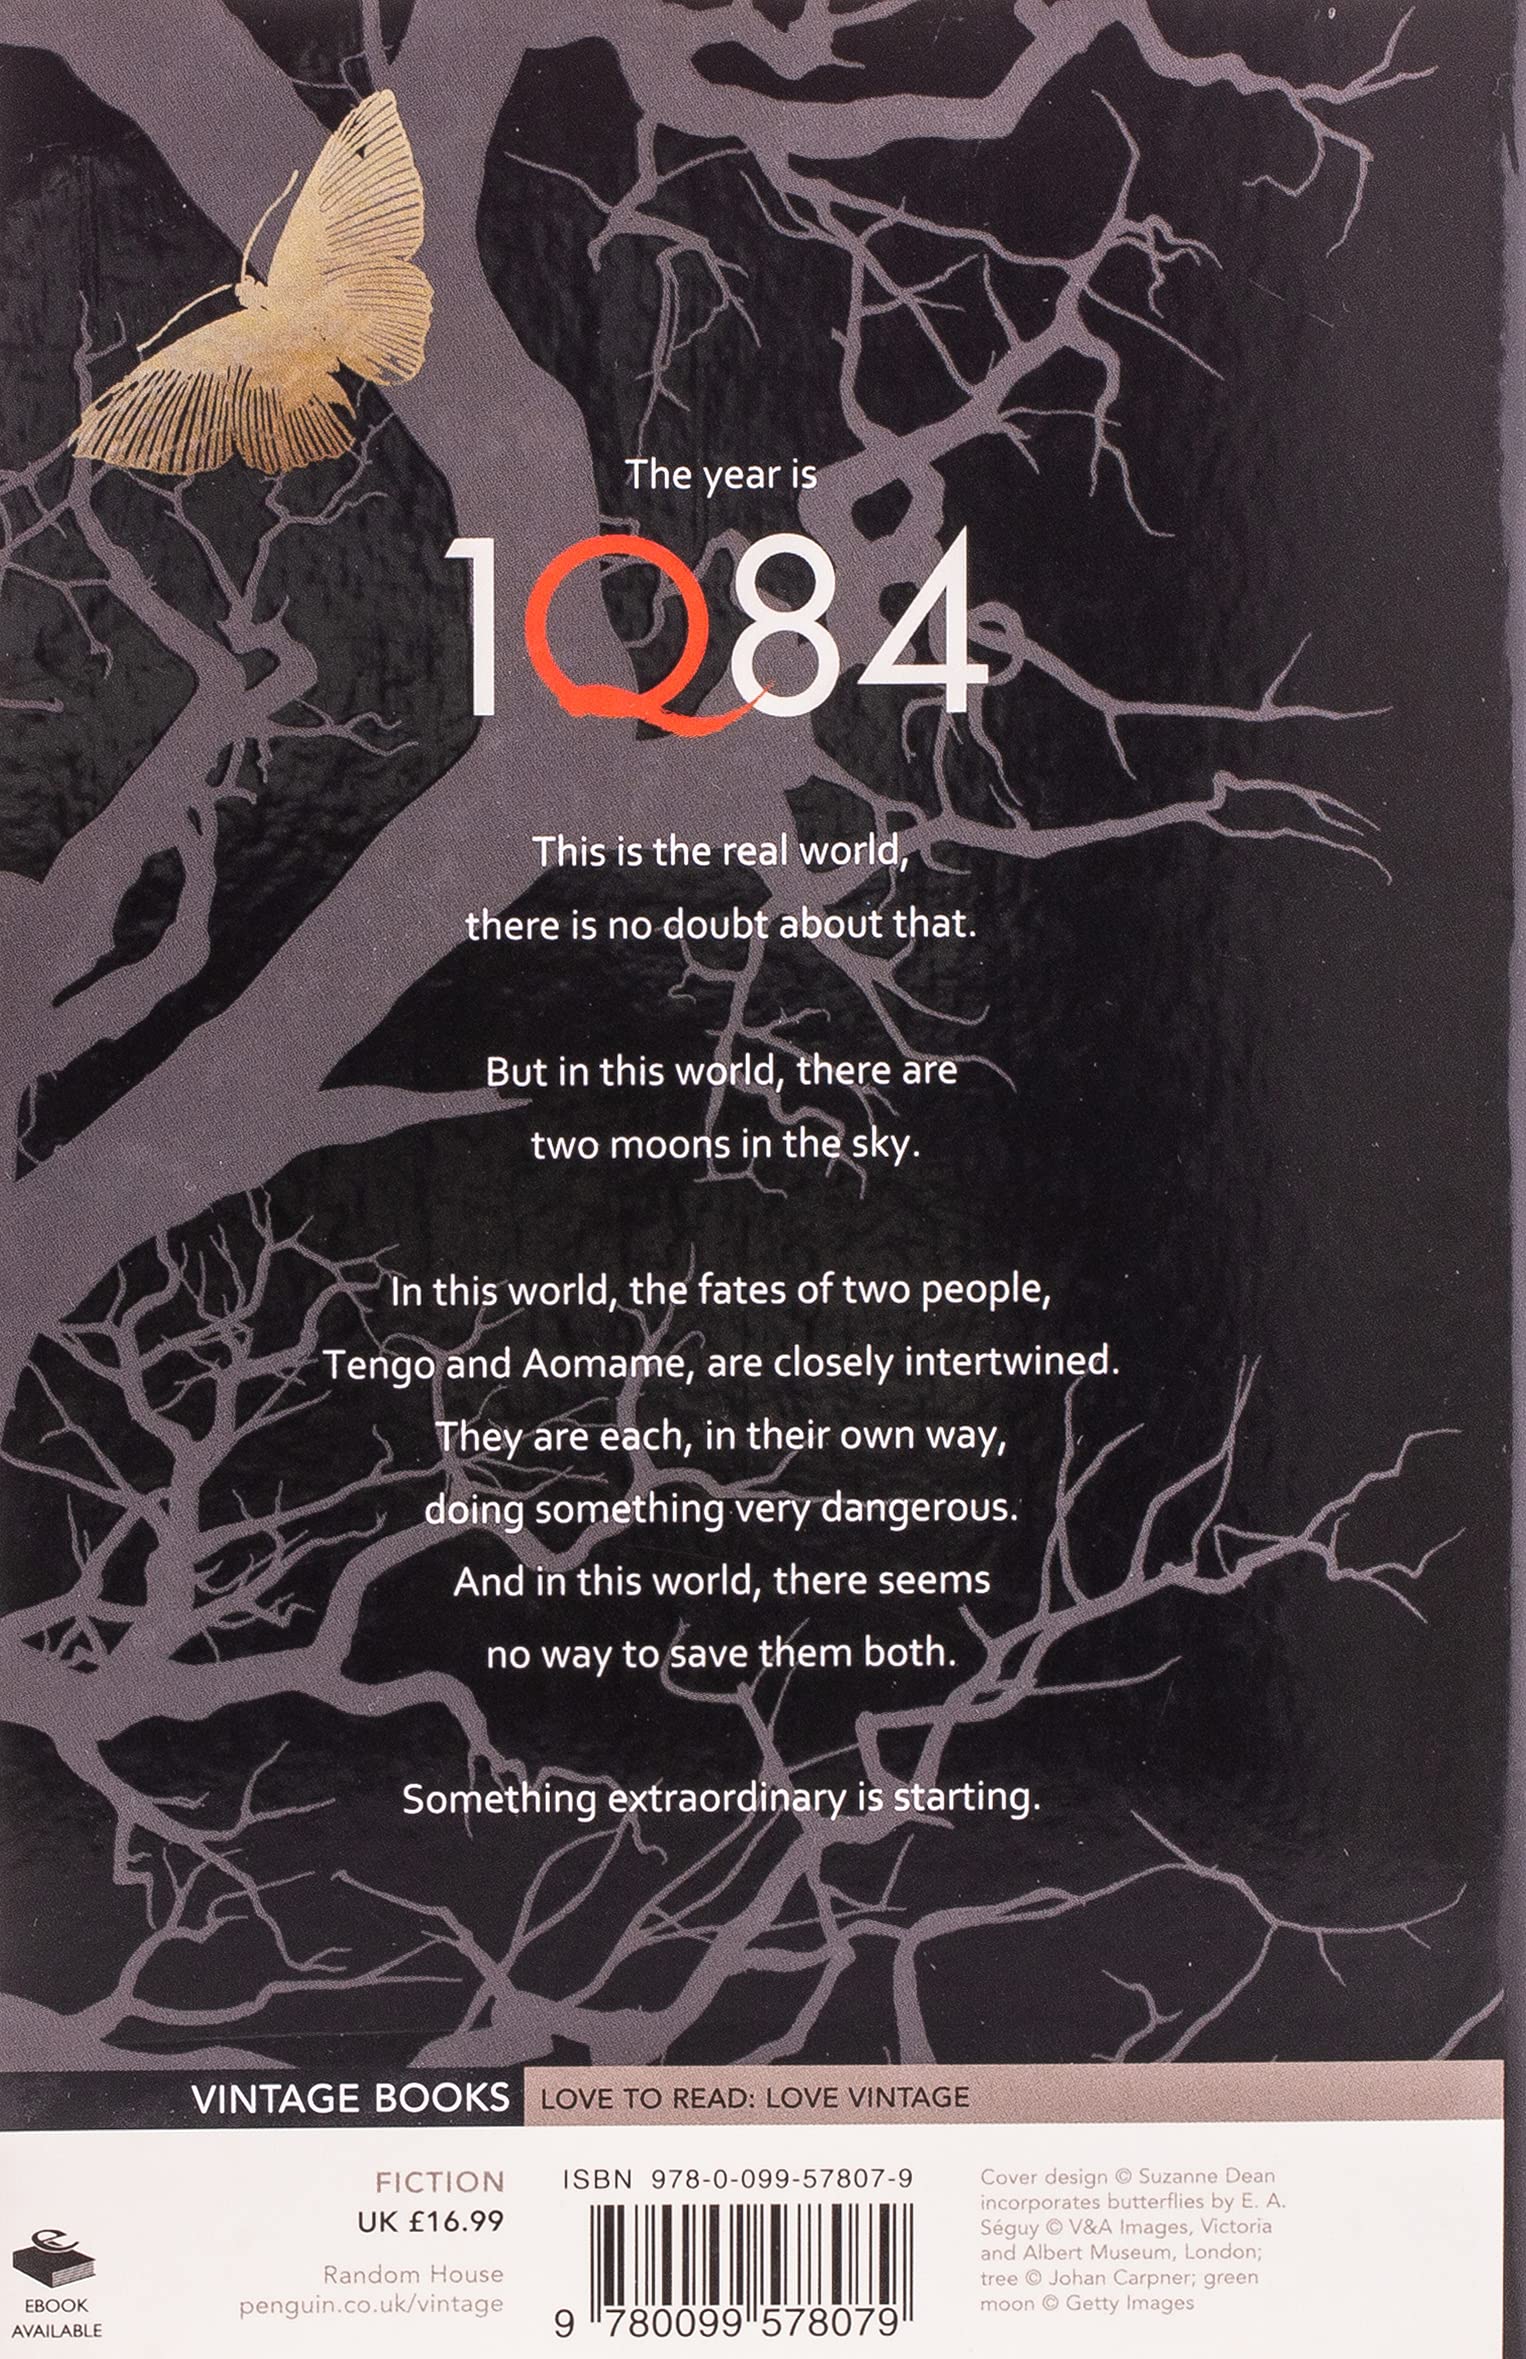 The year is
1Q84
This is the real world,
there is no doubt about that.
But in this world, there are
two moons in the sky.
In this world, the fates of two people,
Tengo and Aomame, are closely intertwined.
They are each, in their own way,
doing something very dangerous.
And in this world, there seems
no way to save them both.
Something extraordinary is starting.
VINTAGE BOOKS
LOVE TO READ: LOVE VINTAGE
EBOOK
AVAILABLE
FICTION
UK £16.99
Random House
penguin.co.uk/vintage
ISBN 978-0-099-57807-9
9 780099 578079
Cover design © Suzanne Dean
incorporates butterflies by E. A.
Séguy © V&A Images, Victoria
and Albert Museum, London;
tree © Johan Carpner; green
moon © Getty Images